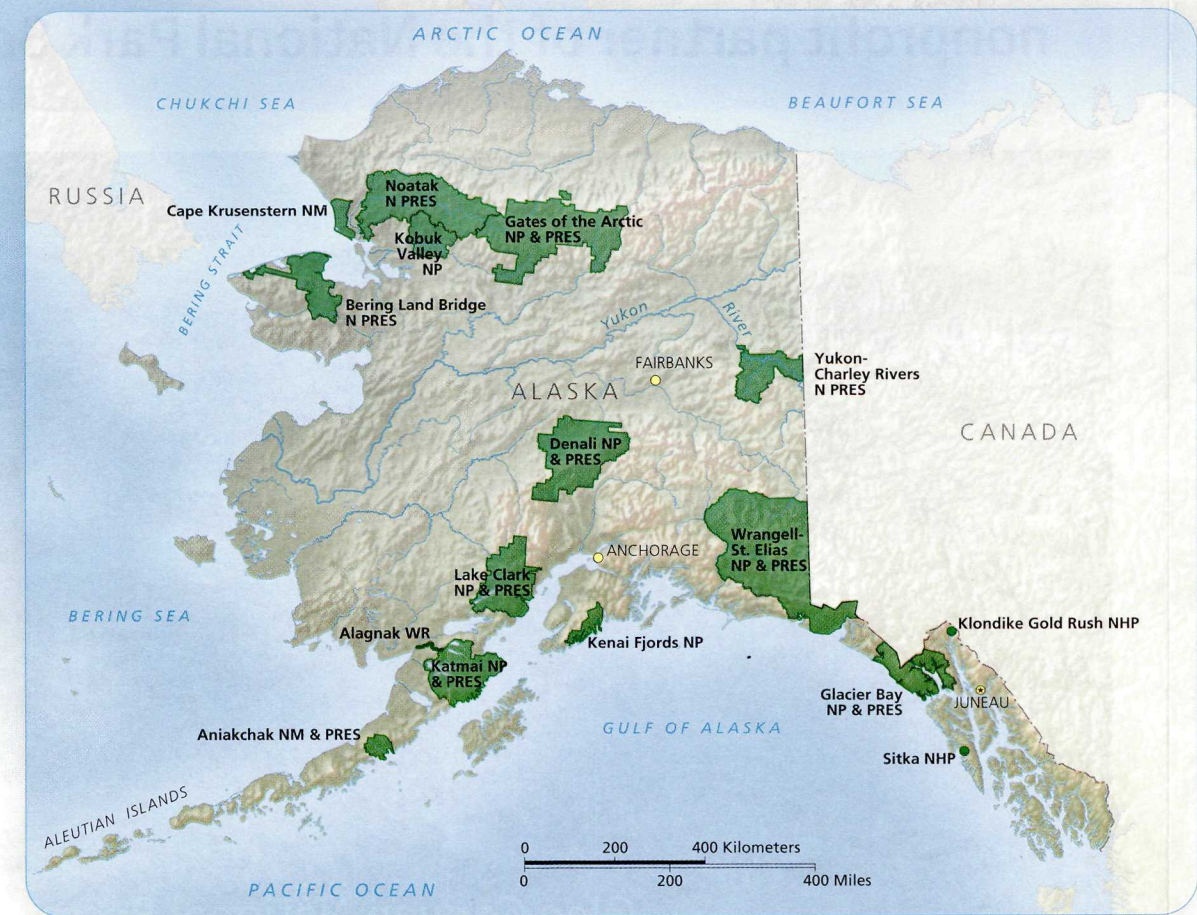 nonprofit partner
National Park
ARCTIC OCEAN
CHUKCHI SEA
BEAUFORT SEA
RUSSIA
Noatak
N PRES
Cape Krusenstern NM
Gates of the Arctic
NP & PRES
Kobuk
Valley
NP
BERING STRAIT
Bering Land Bridge
N PRES
Yukon
River
FAIRBANKS
Yukon-
Charley Rivers
N PRES
ALASKA
CANADA
Denali NP
& PRES
Wrangell-
St. Elias
NP & PRES
ANCHORAGE
Lake Clark
NP & PRES
BERING SEA
Alagnak WR
Kenai Fjords NP
Klondike Gold Rush NHP
Katmai NP
& PRES
Glacier Bay
NP & PRES
JUNEAU
GULF OF ALASKA
Aniakchak NM & PRES
Sitka NHP
ALEUTIAN ISLANDS
0 200 400 Kilometers
0 200 400 Miles
PACIFIC OCEAN